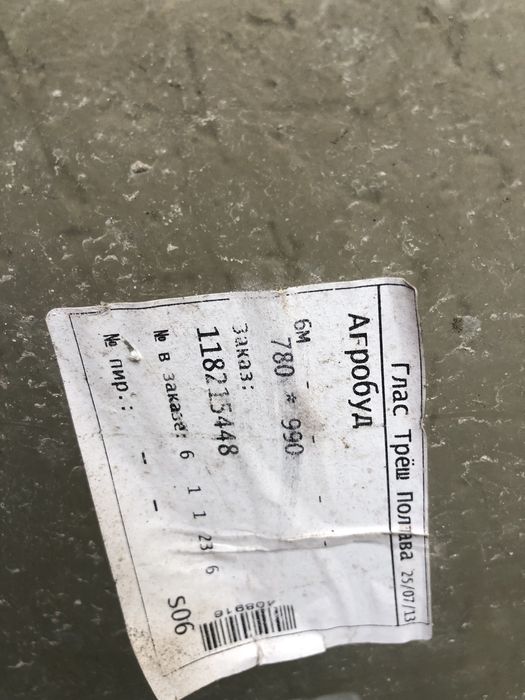 Глас Трёш Полтава 25/07/13
Агробуд
6м - - -
780 * 990
Заказ:
118215448
№ в заказе: 6 1 1 23 6
№ пир.: - - S06